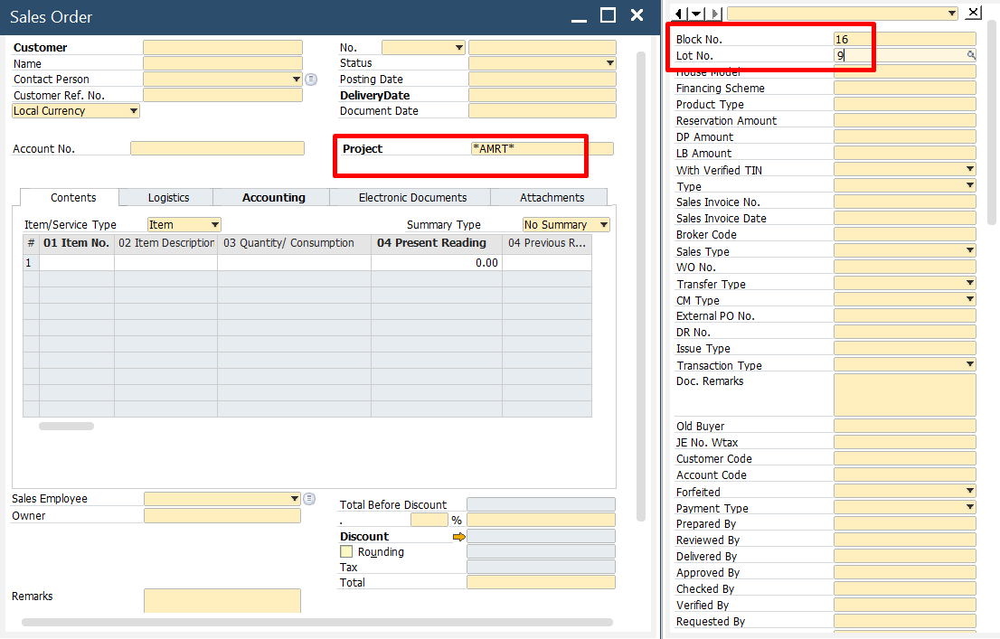 Sales Order
Customer
Name
Contact Person
Customer Ref. No.
Local Currency
No.
Status
Posting Date
DeliveryDate
Document Date
Account No.
Project *AMRT*
Contents Logistics Accounting Electronic Documents Attachments
Item/Service Type Item Summary Type No Summary
# 01 Item No. 02 Item Description 03 Quantity/ Consumption 04 Present Reading 04 Previous R...
1 0.00
Sales Employee
Owner
Total Before Discount
. %
Discount
Rounding
Tax
Total
Remarks
Block No. 16
Lot No. 9
House Model
Financing Scheme
Product Type
Reservation Amount
DP Amount
LB Amount
With Verified TIN
Type
Sales Invoice No.
Sales Invoice Date
Broker Code
Sales Type
WO No.
Transfer Type
CM Type
External PO No.
DR No.
Issue Type
Transaction Type
Doc. Remarks
Old Buyer
JE No. Wtax
Customer Code
Account Code
Forfeited
Payment Type
Prepared By
Reviewed By
Delivered By
Approved By
Checked By
Verified By
Requested By